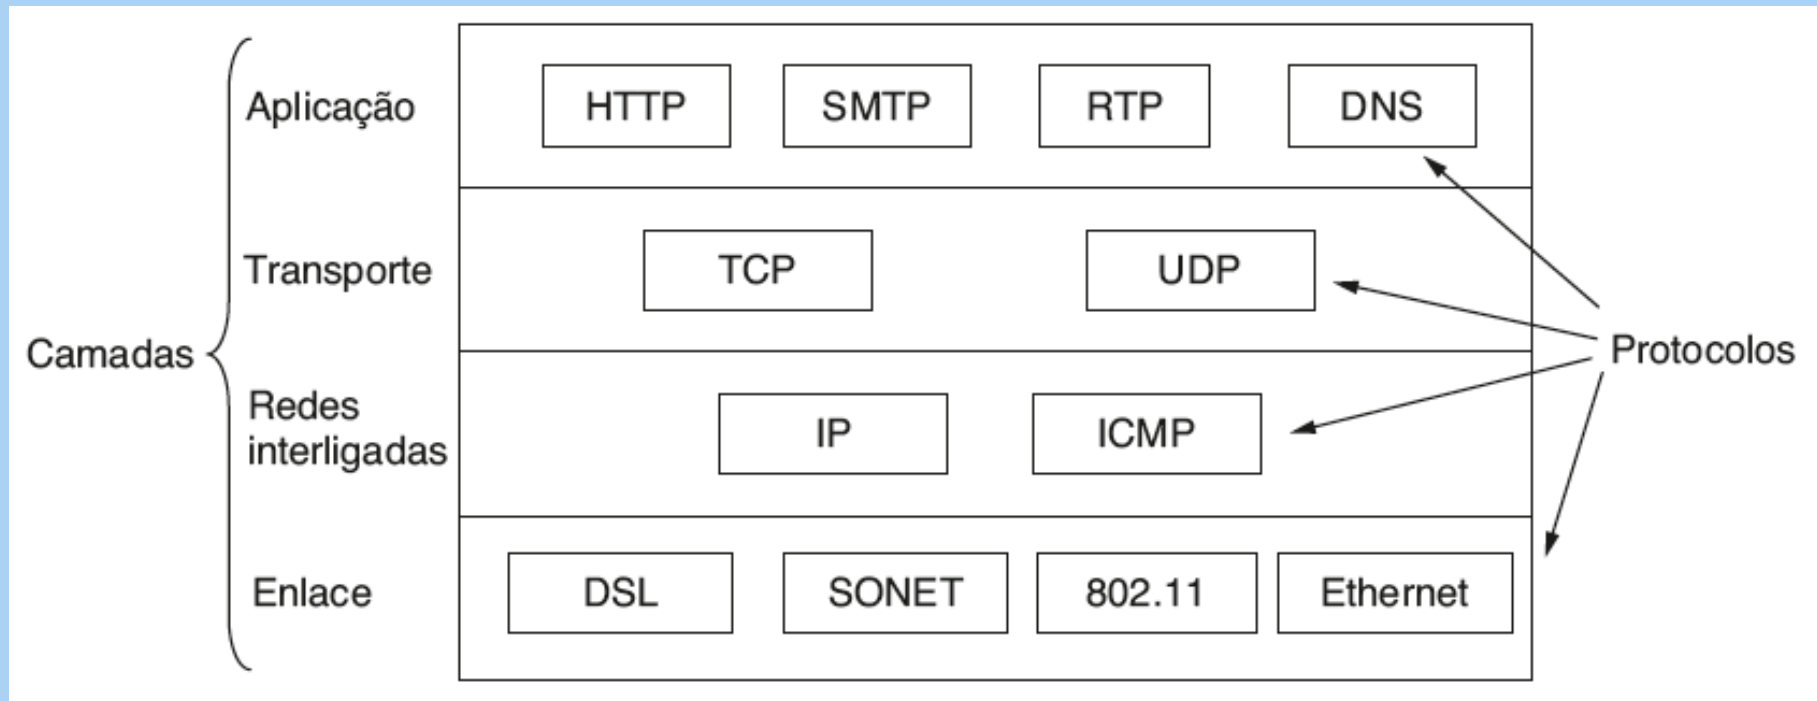 Aplicação
HTTP
SMTP
RTP
DNS
Transporte
TCP
UDP
Camadas
Protocolos
Redes
interligadas
IP
ICMP
Enlace
DSL
SONET
802.11
Ethernet